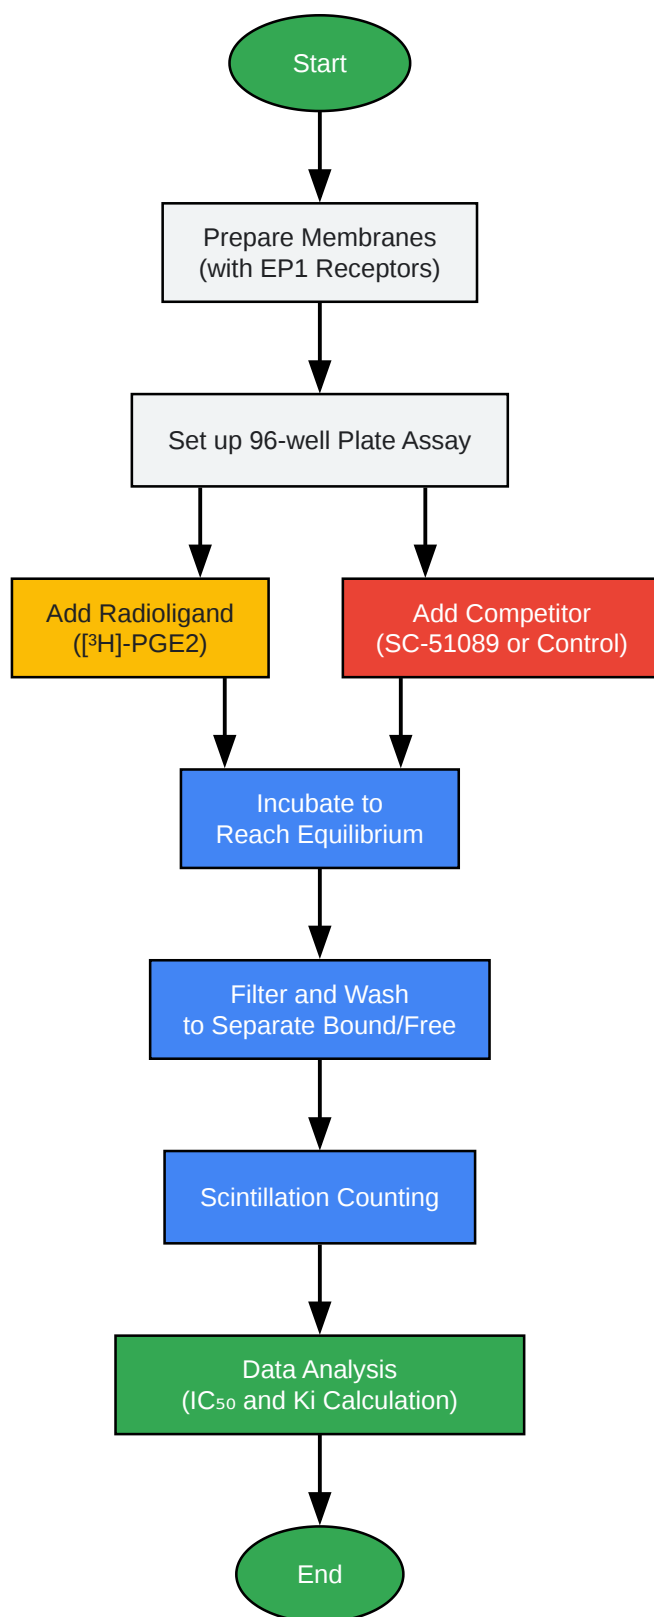 Start
Prepare Membranes
(with EP1 Receptors)
Set up 96-well Plate Assay
Add Radioligand
([³H]-PGE2)
Add Competitor
(SC-51089 or Control)
Incubate to
Reach Equilibrium
Filter and Wash
to Separate Bound/Free
Scintillation Counting
Data Analysis
(IC₅₀ and Ki Calculation)
End